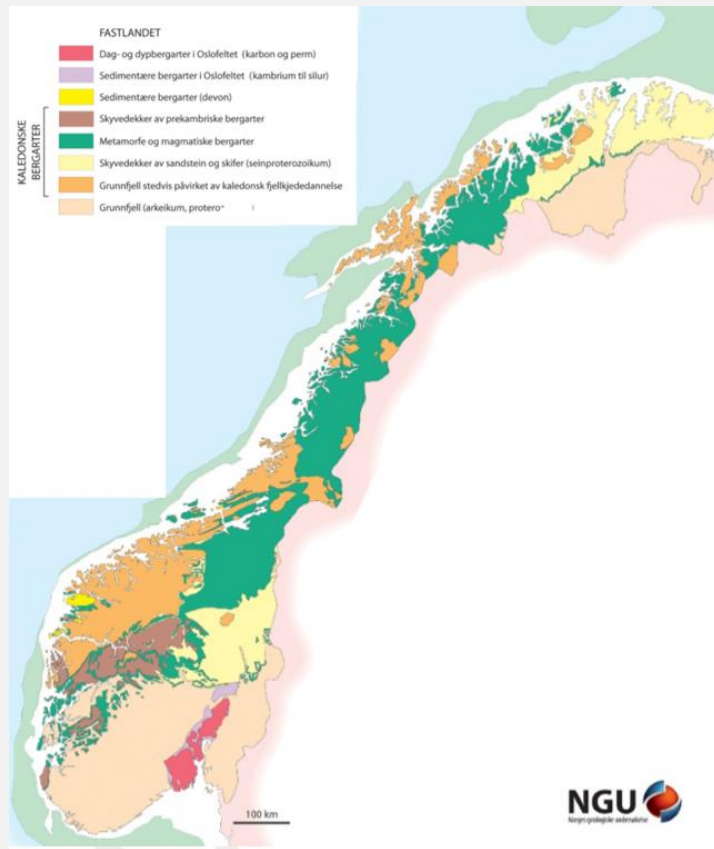 FASTLANDET
Dag- og dypbergarter i Oslofeltet (karbon og perm)
Sedimentære bergarter i Oslofeltet (kambrium til silur)
Sedimentære bergarter (devon)
Skyvedekker av prekambriske bergarter
Metamorfe og magmatiske bergarter
Skyvedekker av sandstein og skifer (seinproterozoikum)
Grunnfjell stedvis påvirket av kaledonsk fjellkjededannelse
Grunnfjell (arkeikum,
KALEDONSKE
BERGARTER
100 km
NGU
Norges geologiske undersøkelse